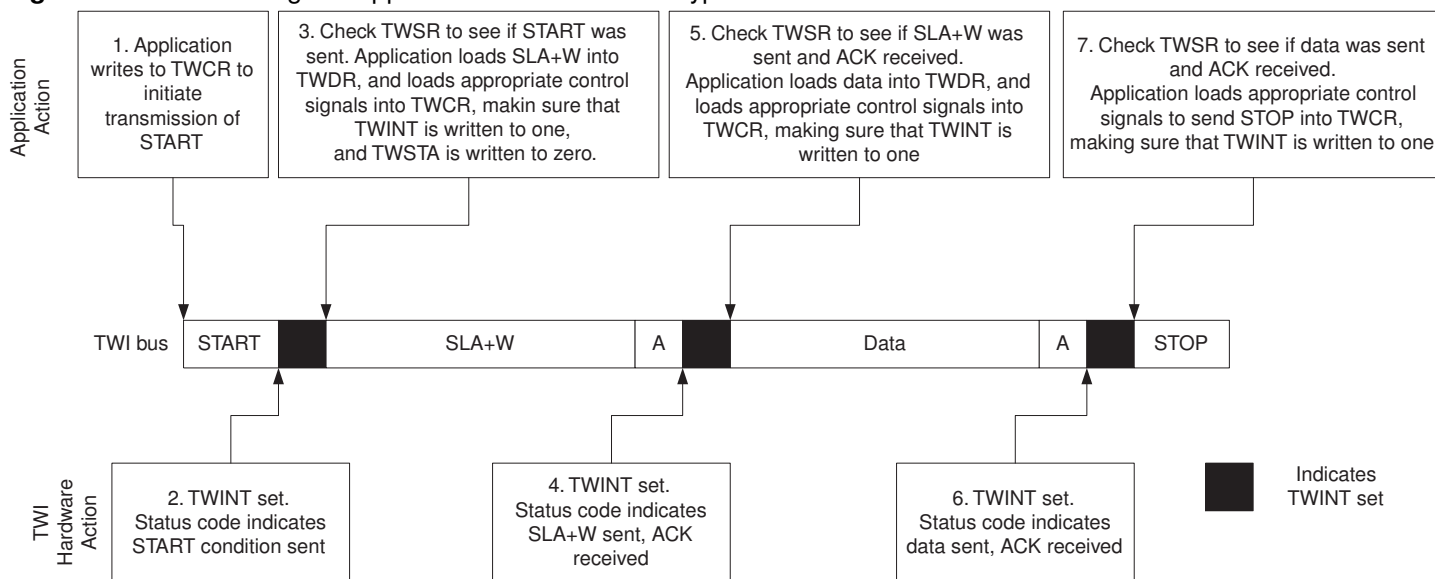 1. Application
writes to TWCR to
initiate
transmission of
START
3. Check TWSR to see if START was
sent. Application loads SLA+W into
TWDR, and loads appropriate control
signals into TWCR, makin sure that
TWINT is written to one,
and TWSTA is written to zero.
5. Check TWSR to see if SLA+W was
sent and ACK received.
Application loads data into TWDR, and
loads appropriate control signals into
TWCR, making sure that TWINT is
written to one
7. Check TWSR to see if data was sent
and ACK received.
Application loads appropriate control
signals to send STOP into TWCR,
making sure that TWINT is written to one
Application
Action
TWI bus
START
SLA+W
A
Data
A
STOP
TWI
Hardware
Action
2. TWINT set.
Status code indicates
START condition sent
4. TWINT set.
Status code indicates
SLA+W sent, ACK
received
6. TWINT set.
Status code indicates
data sent, ACK received
Indicates
TWINT set